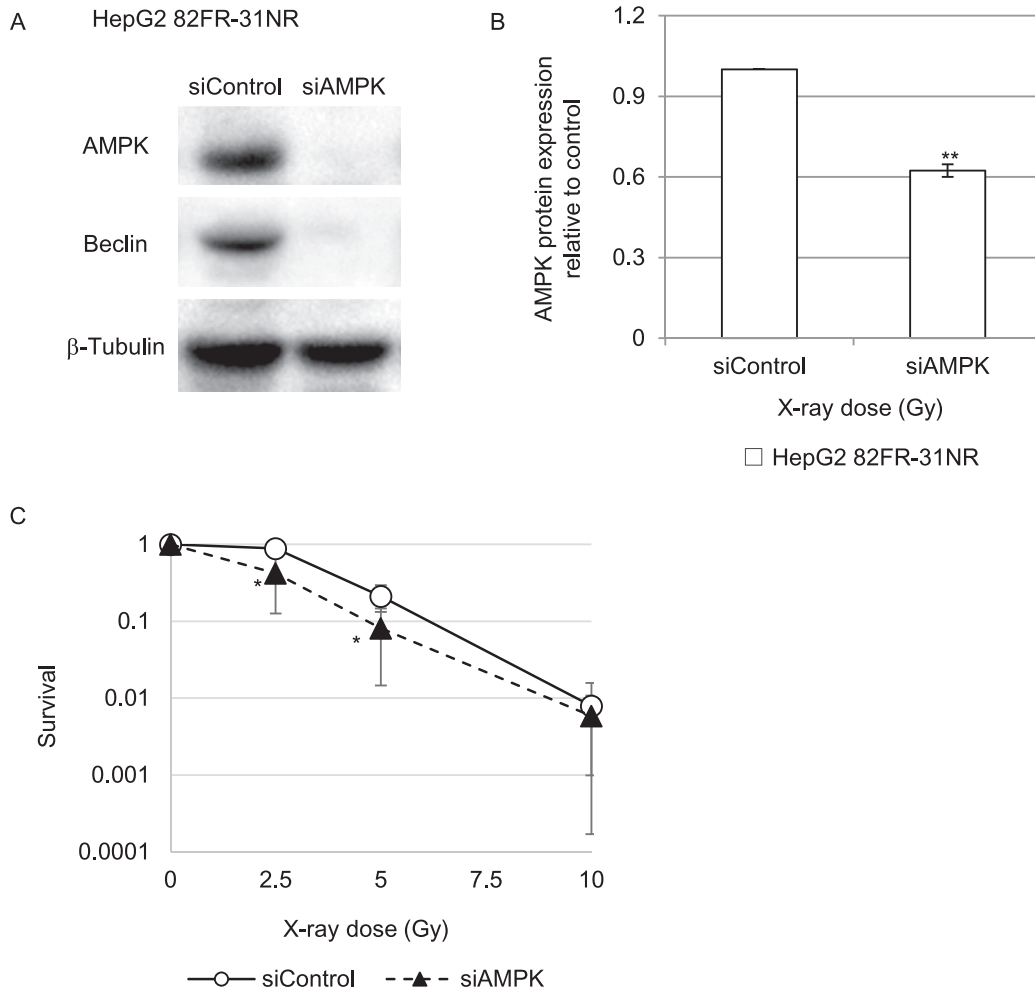 A
HepG2 82FR-31NR
siControl siAMPK
AMPK
Beclin
β-Tubulin
B
AMPK protein expression
relative to control
1.2
0.9
0.6
0.3
0
**
siControl siAMPK
X-ray dose (Gy)
HepG2 82FR-31NR
C
Survival
1
0.1
0.01
0.001
0.0001
*
*
0 2.5 5 7.5 10
X-ray dose (Gy)
siControl siAMPK